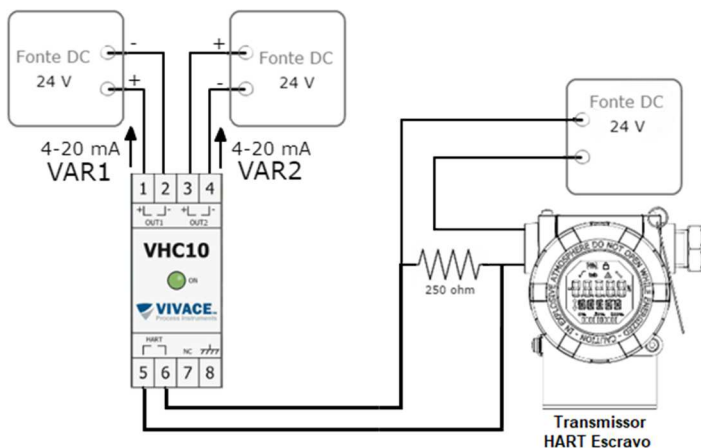 Fonte DC
24 V
-
+
Fonte DC
24 V
+
-
4-20 mA
VAR1
4-20 mA
VAR2
1 2 3 4
+ - + -
OUT1 OUT2
VHC10
ON
VIVACE
Process Instruments
HART NC
5 6 7 8
250 ohm
Fonte DC
24 V
Transmissor
HART Escravo